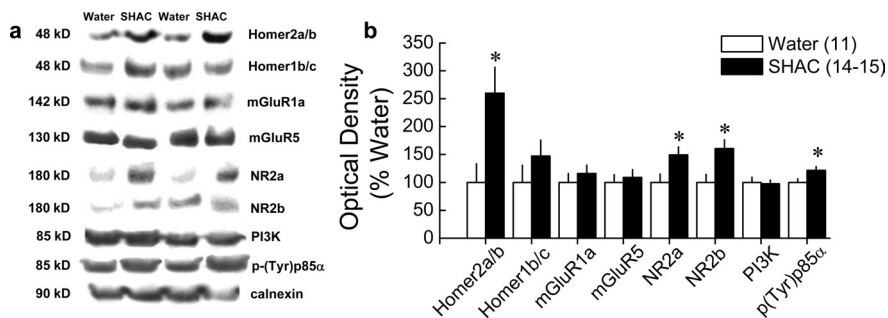 a
Water SHAC Water SHAC
48 kD Homer2a/b
48 kD Homer1b/c
142 kD mGluR1a
130 kD mGluR5
180 kD NR2a
180 kD NR2b
85 kD PI3K
85 kD p-(Tyr)p85α
90 kD calnexin
b
Optical Density
(% Water)
350
300
250
200
150
100
50
0
Water (11)
SHAC (14-15)
*
*
*
*
Homer2a/b
Homer1b/c
mGluR1a
mGluR5
NR2a
NR2b
PI3K
p(Tyr)p85α